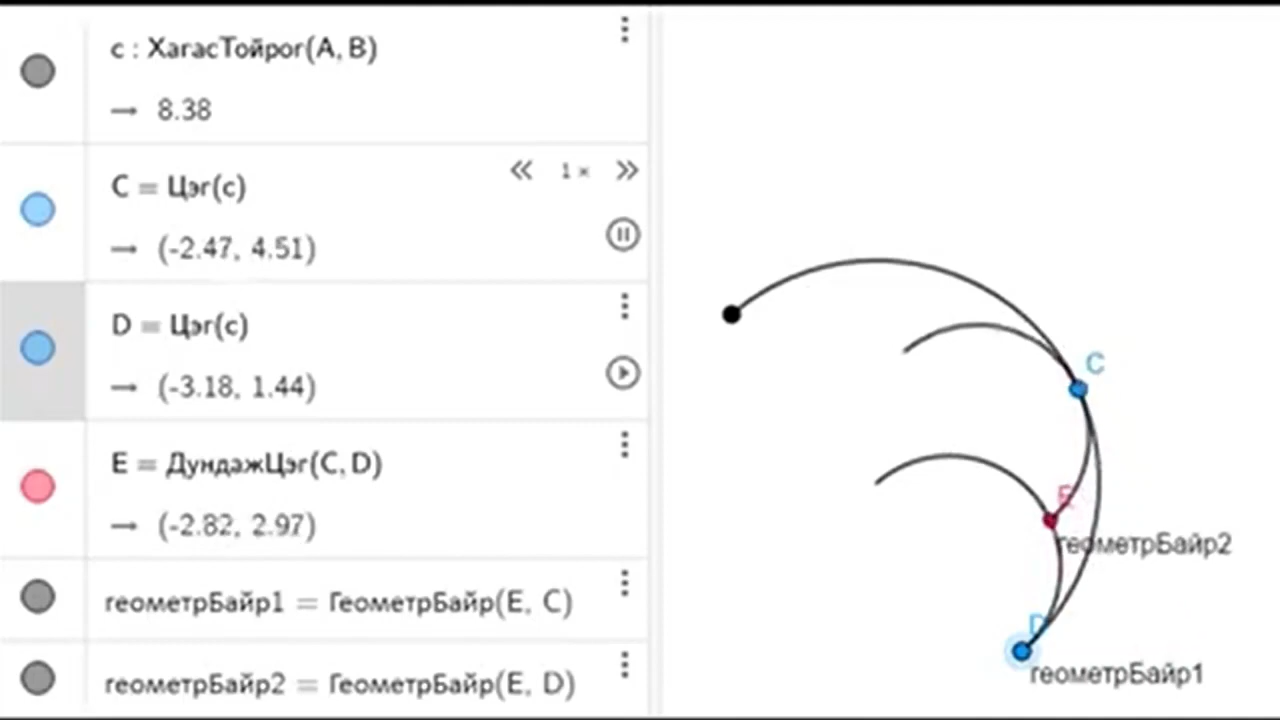 c : ХагасТойрог(A, B)
→ 8.38
C = Цэг(c)
1 ×
→ (-2.47, 4.51)
D = Цэг(c)
→ (-3.18, 1.44)
E = ДундажЦэг(C, D)
→ (-2.82, 2.97)
геометрБайр1 = ГеометрБайр(E, C)
геометрБайр2 = ГеометрБайр(E, D)
C
E
геометрБайр2
D
геометрБайр1